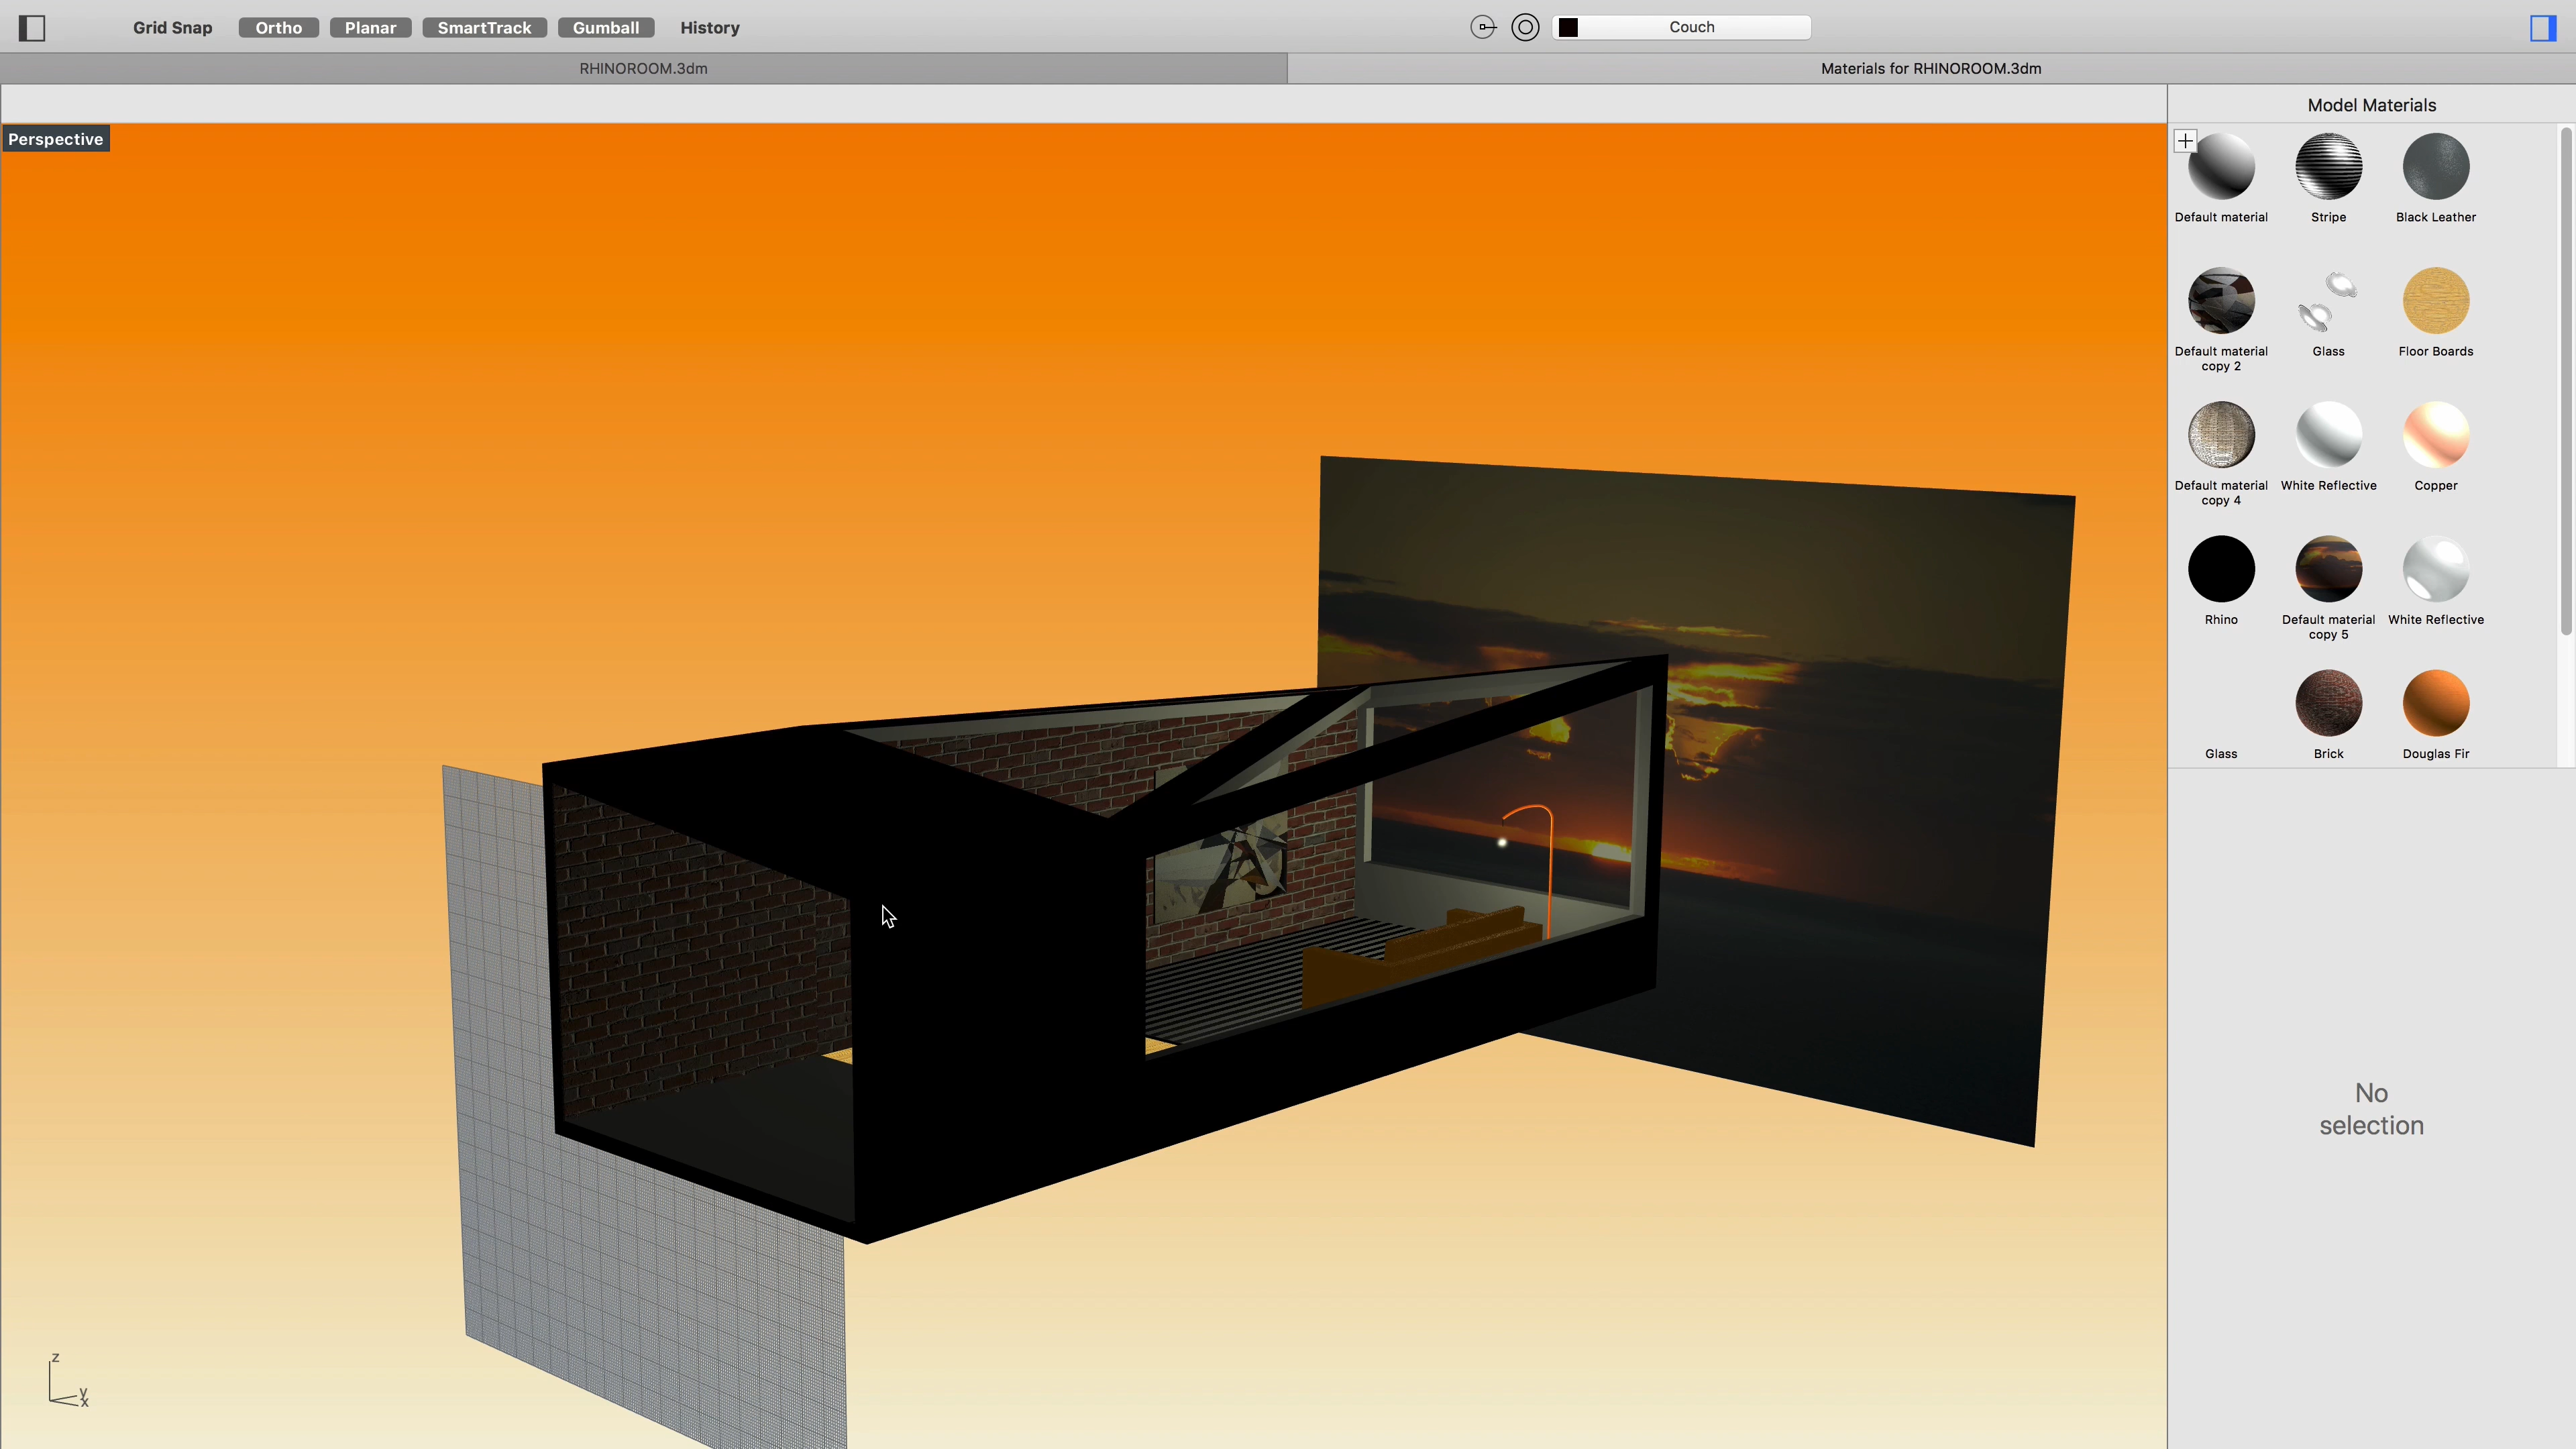 Grid Snap Ortho Planar SmartTrack Gumball History Couch
RHINOROOM.3dm Materials for RHINOROOM.3dm
Perspective
Model Materials
Default material Stripe Black Leather
Default material
copy 2
Glass Floor Boards
Default material
copy 4
White Reflective Copper
Rhino
Default material
copy 5
White Reflective
Glass Brick Douglas Fir
No
selection
z
y
x